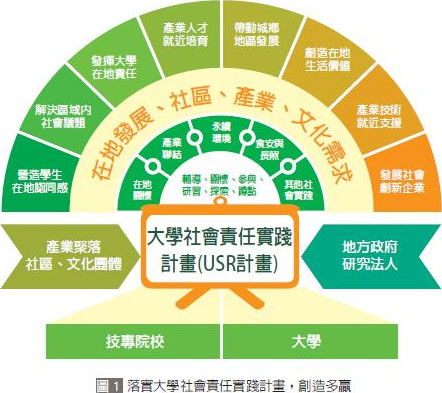 產業人才
就近培育
帶動城鄉
地區發展
發揮大學
在地責任
創造在地
生活價值
解決區域內
社會議題
產業技術
就近支援
營造學生
在地認同感
發展社會
創新企業
在地發展、社區、產業、文化需求
在地
關懷
產業
聯結
永續
環境
食安與
長照
其他社
會實踐
輔導、關懷、參與、
研習、探索、蹲點
產業聚落
社區、文化團體
大學社會責任實踐
計畫(USR計畫)
地方政府
研究法人
技專院校
大學
圖 1 落實大學社會責任實踐計畫，創造多贏